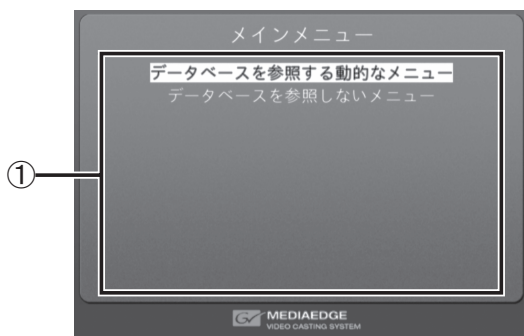 メインメニュー
データベースを参照する動的なメニュー
データベースを参照しないメニュー
①
MEDIAEDGE
VIDEO CASTING SYSTEM